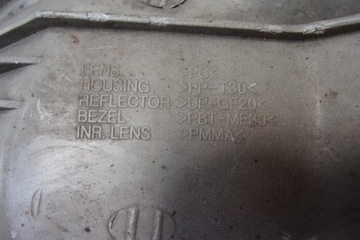 LENS >PC<
HOUSING >PP-T30<
REFLECTOR >UP-GF20<
BEZEL >PBT-MF30<
INR. LENS >PMMA<